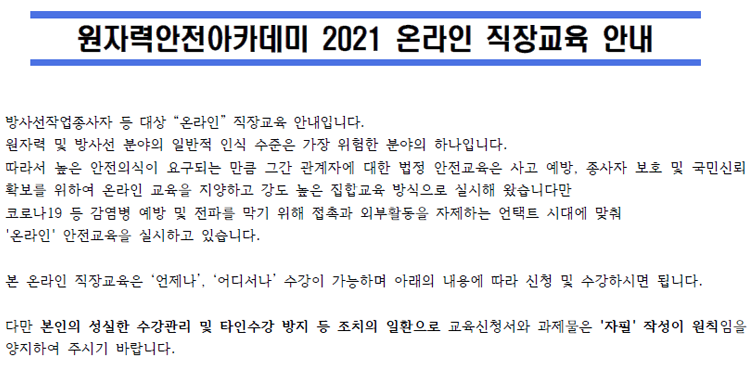 원자력안전아카데미 2021 온라인 직장교육 안내
방사선작업종사자 등 대상 “온라인” 직장교육 안내입니다.
원자력 및 방사선 분야의 일반적 인식 수준은 가장 위험한 분야의 하나입니다.
따라서 높은 안전의식이 요구되는 만큼 그간 관계자에 대한 법정 안전교육은 사고 예방, 종사자 보호 및 국민신뢰
확보를 위하여 온라인 교육을 지양하고 강도 높은 집합교육 방식으로 실시해 왔습니다만
코로나19 등 감염병 예방 및 전파를 막기 위해 접촉과 외부활동을 자제하는 언택트 시대에 맞춰
'온라인' 안전교육을 실시하고 있습니다.
본 온라인 직장교육은 ‘언제나’, ‘어디서나’ 수강이 가능하며 아래의 내용에 따라 신청 및 수강하시면 됩니다.
다만 본인의 성실한 수강관리 및 타인수강 방지 등 조치의 일환으로 교육신청서와 과제물은 '자필' 작성이 원칙임을
양지하여 주시기 바랍니다.